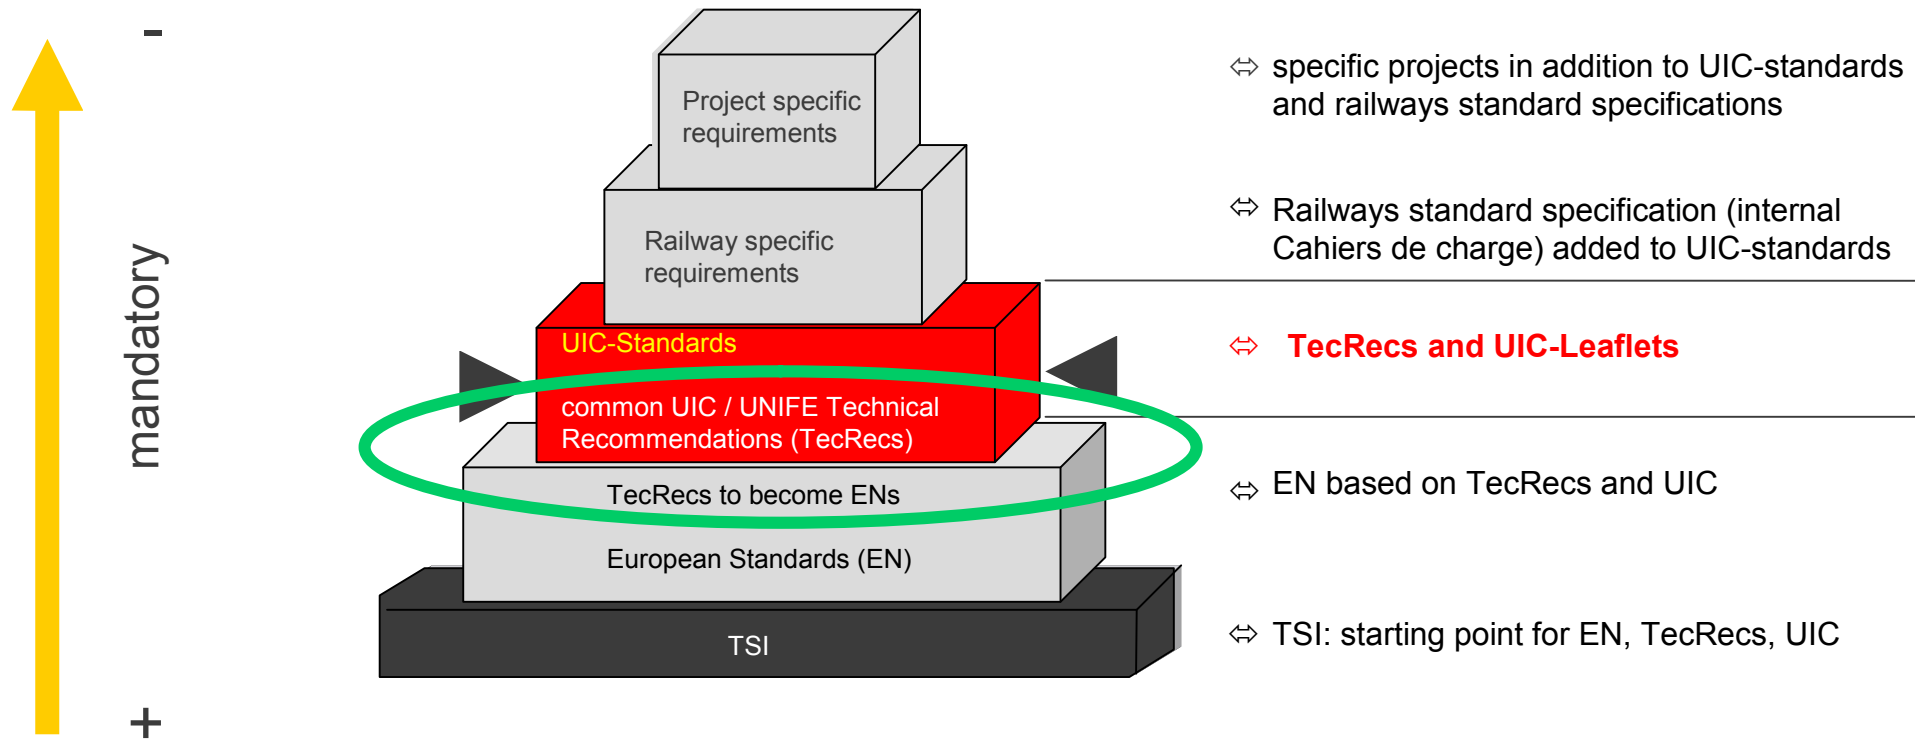 -
mandatory
+
Project specific
requirements
Railway specific
requirements
UIC-Standards
common UIC / UNIFE Technical
Recommendations (TecRecs)
TecRecs to become ENs
European Standards (EN)
TSI
⇔ specific projects in addition to UIC-standards
and railways standard specifications
⇔ Railways standard specification (internal
Cahiers de charge) added to UIC-standards
⇔ TecRecs and UIC-Leaflets
⇔ EN based on TecRecs and UIC
⇔ TSI: starting point for EN, TecRecs, UIC